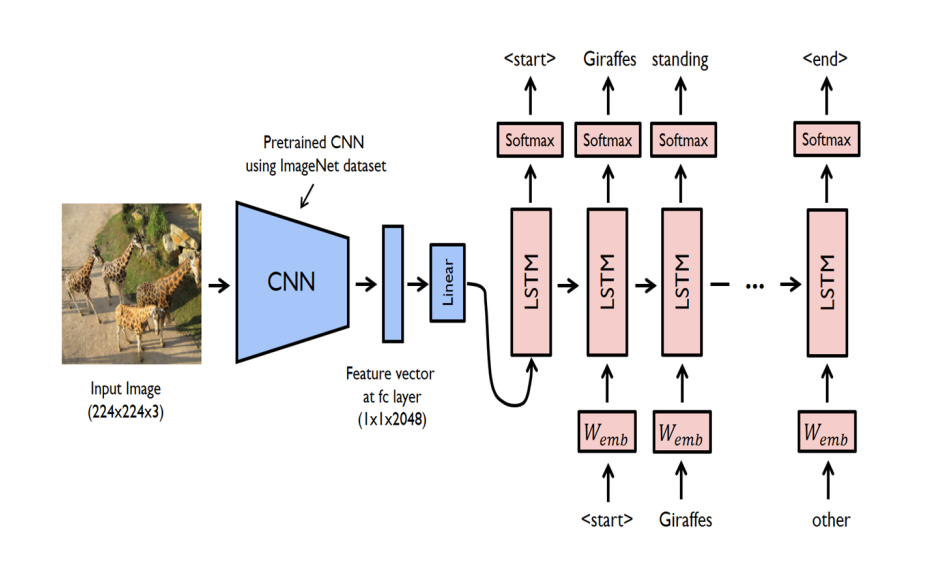 <start>
Giraffes
standing
<end>
Softmax
Softmax
Softmax
Softmax
Pretrained CNN
using ImageNet dataset
CNN
Linear
LSTM
LSTM
LSTM
...
LSTM
Input Image
(224x224x3)
Feature vector
at fc layer
(1x1x2048)
W_emb
W_emb
W_emb
<start>
Giraffes
other